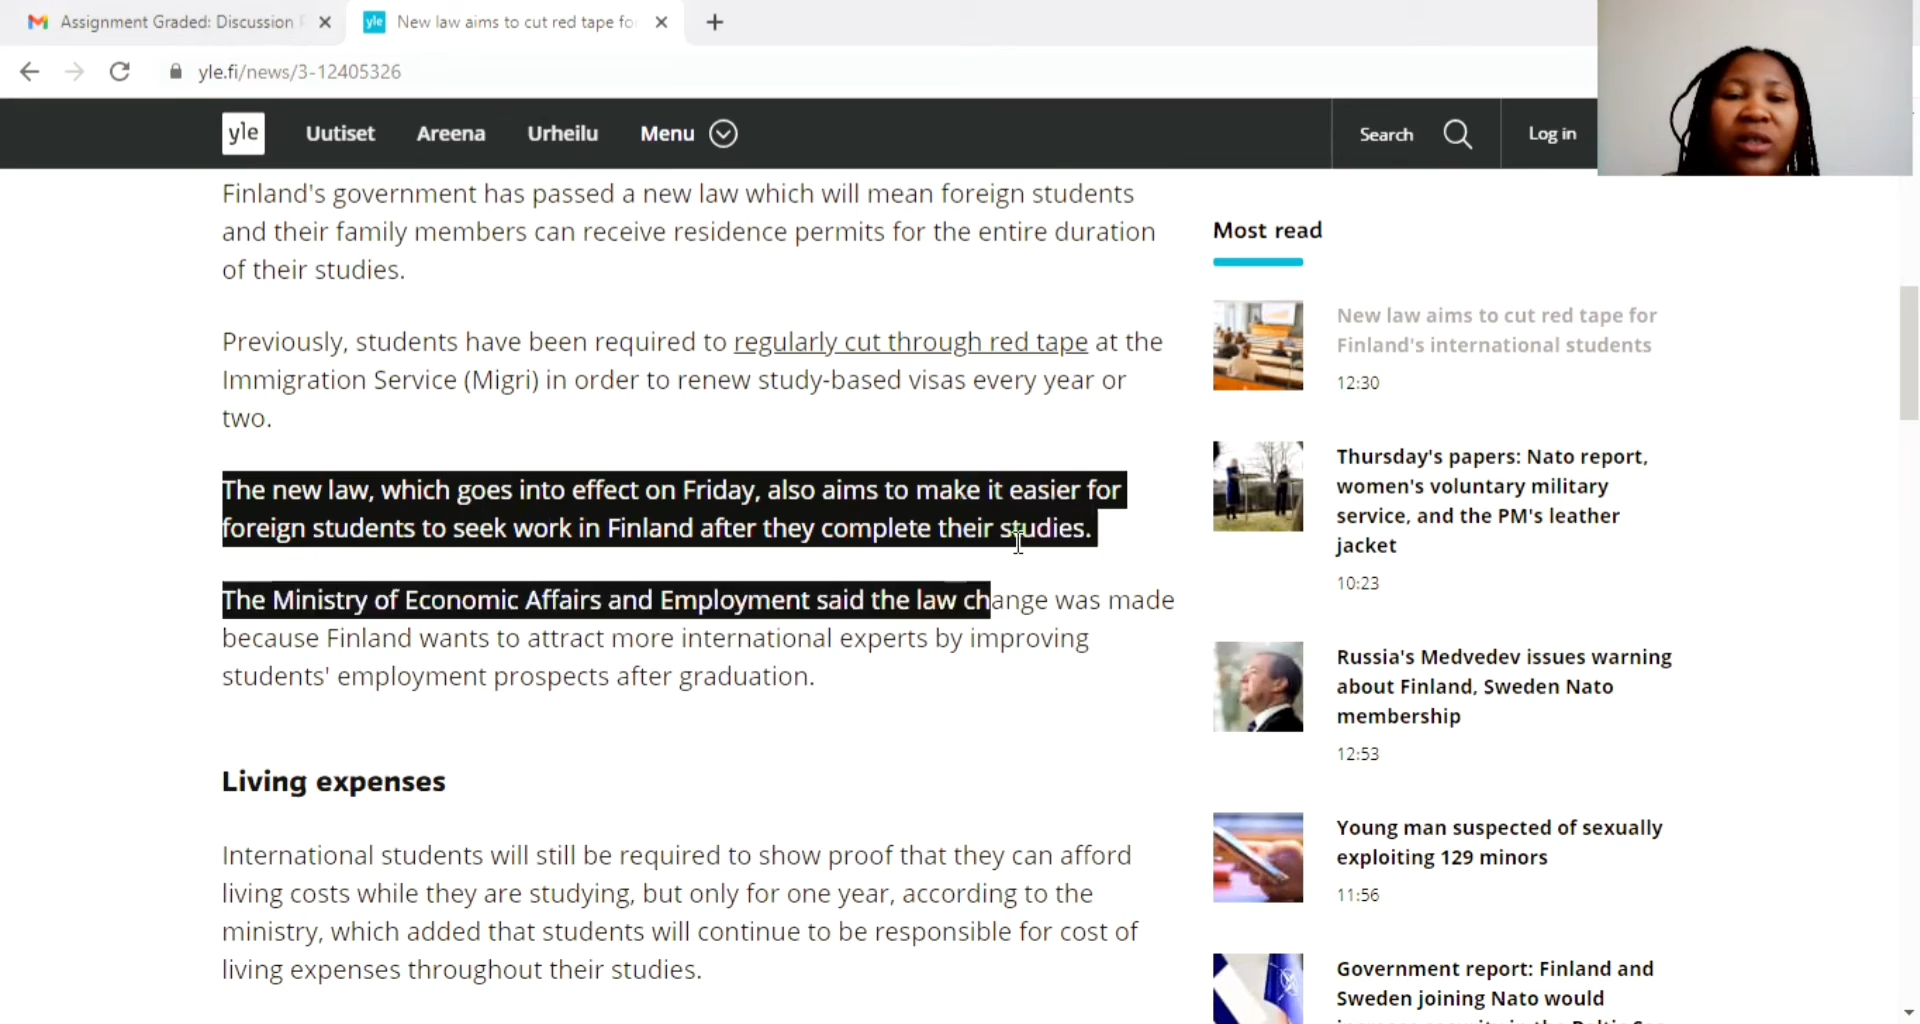 Assignment Graded: Discussion
New law aims to cut red tape fo
yle.fi/news/3-12405326
yle
Uutiset
Areena
Urheilu
Menu
Search
Log in
Finland's government has passed a new law which will mean foreign students
and their family members can receive residence permits for the entire duration
of their studies.
Previously, students have been required to regularly cut through red tape at the
Immigration Service (Migri) in order to renew study-based visas every year or
two.
The new law, which goes into effect on Friday, also aims to make it easier for
foreign students to seek work in Finland after they complete their studies.
The Ministry of Economic Affairs and Employment said the law change was made
because Finland wants to attract more international experts by improving
students' employment prospects after graduation.
Living expenses
International students will still be required to show proof that they can afford
living costs while they are studying, but only for one year, according to the
ministry, which added that students will continue to be responsible for cost of
living expenses throughout their studies.
Most read
New law aims to cut red tape for
Finland's international students
12:30
Thursday's papers: Nato report,
women's voluntary military
service, and the PM's leather
jacket
10:23
Russia's Medvedev issues warning
about Finland, Sweden Nato
membership
12:53
Young man suspected of sexually
exploiting 129 minors
11:56
Government report: Finland and
Sweden joining Nato would